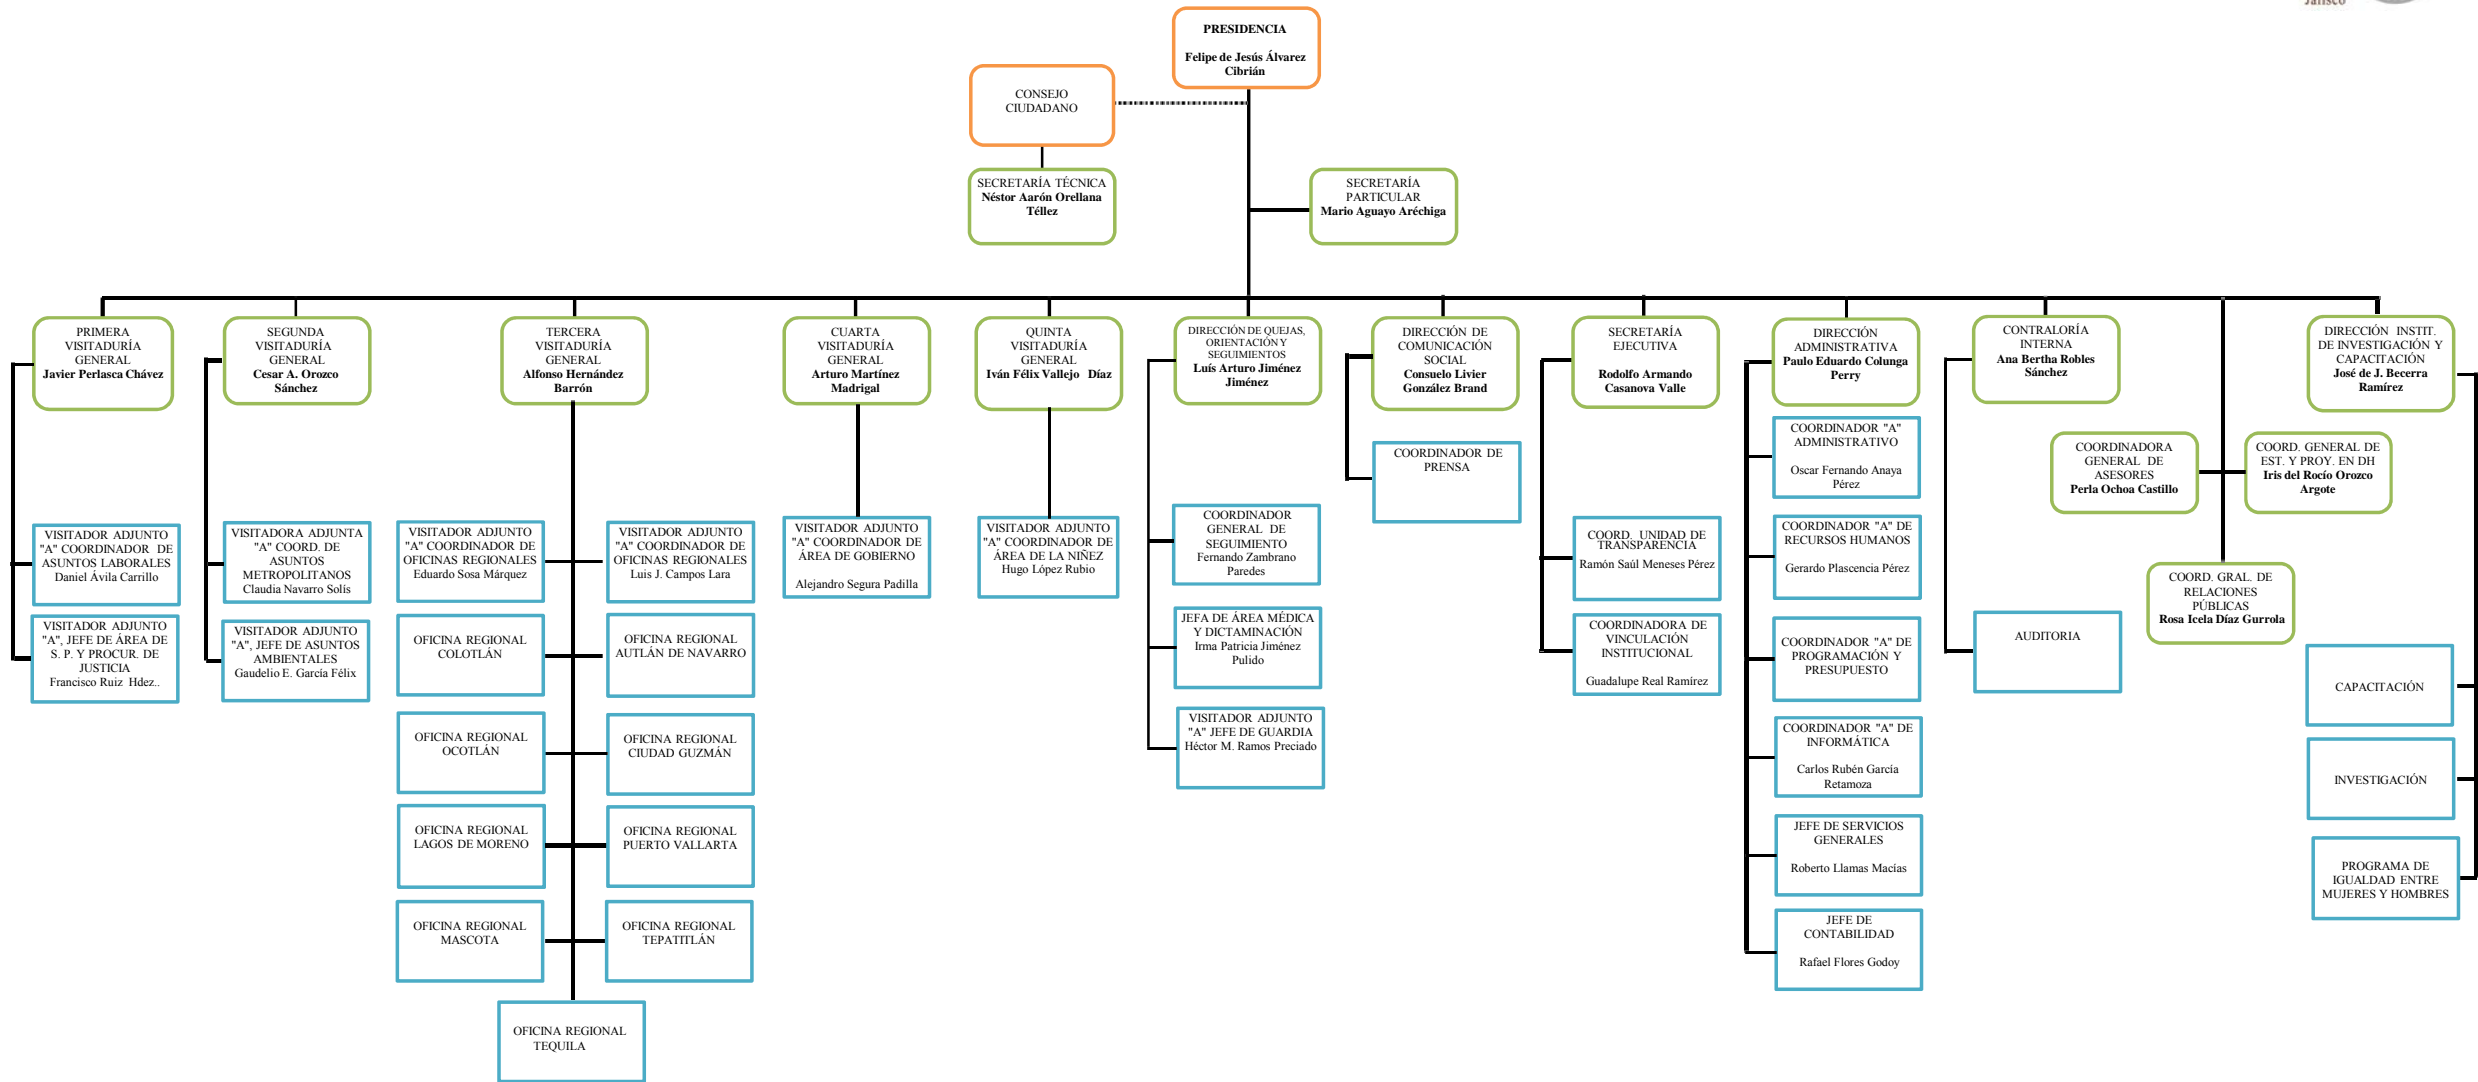 Jalisco
PRESIDENCIA
Felipe de Jesús Álvarez
Cibrián
CONSEJO
CIUDADANO
SECRETARÍA TÉCNICA
Néstor Aarón Orellana
Téllez
SECRETARÍA
PARTICULAR
Mario Aguayo Aréchiga
PRIMERA
VISITADURÍA
GENERAL
Javier Perlasca Chávez
SEGUNDA
VISITADURÍA
GENERAL
Cesar A. Orozco
Sánchez
TERCERA
VISITADURÍA
GENERAL
Alfonso Hernández
Barrón
CUARTA
VISITADURÍA
GENERAL
Arturo Martínez
Madrigal
QUINTA
VISITADURÍA
GENERAL
Iván Félix Vallejo Díaz
DIRECCIÓN DE QUEJAS,
ORIENTACIÓN Y
SEGUIMIENTOS
Luís Arturo Jiménez
Jiménez
DIRECCIÓN DE
COMUNICACIÓN
SOCIAL
Consuelo Livier
González Brand
SECRETARÍA
EJECUTIVA
Rodolfo Armando
Casanova Valle
DIRECCIÓN
ADMINISTRATIVA
Paulo Eduardo Colunga
Perry
CONTRALORÍA
INTERNA
Ana Bertha Robles
Sánchez
DIRECCIÓN INSTIT.
DE INVESTIGACIÓN Y
CAPACITACIÓN
José de J. Becerra
Ramírez
COORDINADORA
GENERAL DE
ASESORES
Perla Ochoa Castillo
COORD. GENERAL DE
EST. Y PROY. EN DH
Iris del Rocío Orozco
Argote
COORD. GRAL. DE
RELACIONES
PÚBLICAS
Rosa Icela Díaz Gurrola
VISITADOR ADJUNTO
"A" COORDINADOR DE
ASUNTOS LABORALES
Daniel Ávila Carrillo
VISITADOR ADJUNTO
"A", JEFE DE ÁREA DE
S. P. Y PROCUR. DE
JUSTICIA
Francisco Ruiz Hdez..
VISITADORA ADJUNTA
"A" COORD. DE
ASUNTOS
METROPOLITANOS
Claudia Navarro Solís
VISITADOR ADJUNTO
"A", JEFE DE ASUNTOS
AMBIENTALES
Gaudelio E. García Félix
VISITADOR ADJUNTO
"A" COORDINADOR DE
OFICINAS REGIONALES
Eduardo Sosa Márquez
VISITADOR ADJUNTO
"A" COORDINADOR DE
OFICINAS REGIONALES
Luis J. Campos Lara
OFICINA REGIONAL
COLOTLÁN
OFICINA REGIONAL
AUTLÁN DE NAVARRO
OFICINA REGIONAL
OCOTLÁN
OFICINA REGIONAL
CIUDAD GUZMÁN
OFICINA REGIONAL
LAGOS DE MORENO
OFICINA REGIONAL
PUERTO VALLARTA
OFICINA REGIONAL
MASCOTA
OFICINA REGIONAL
TEPATITLÁN
OFICINA REGIONAL
TEQUILA
VISITADOR ADJUNTO
"A" COORDINADOR DE
ÁREA DE GOBIERNO
Alejandro Segura Padilla
VISITADOR ADJUNTO
"A" COORDINADOR DE
ÁREA DE LA NIÑEZ
Hugo López Rubio
COORDINADOR
GENERAL DE
SEGUIMIENTO
Fernando Zambrano
Paredes
JEFA DE ÁREA MÉDICA
Y DICTAMINACIÓN
Irma Patricia Jiménez
Pulido
VISITADOR ADJUNTO
"A" JEFE DE GUARDIA
Héctor M. Ramos Preciado
COORDINADOR DE
PRENSA
COORD. UNIDAD DE
TRANSPARENCIA
Ramón Saúl Meneses Pérez
COORDINADORA DE
VINCULACIÓN
INSTITUCIONAL
Guadalupe Real Ramírez
COORDINADOR "A"
ADMINISTRATIVO
Oscar Fernando Anaya
Pérez
COORDINADOR "A" DE
RECURSOS HUMANOS
Gerardo Plascencia Pérez
COORDINADOR "A" DE
PROGRAMACIÓN Y
PRESUPUESTO
COORDINADOR "A" DE
INFORMÁTICA
Carlos Rubén García
Retamoza
JEFE DE SERVICIOS
GENERALES
Roberto Llamas Macías
JEFE DE
CONTABILIDAD
Rafael Flores Godoy
AUDITORIA
CAPACITACIÓN
INVESTIGACIÓN
PROGRAMA DE
IGUALDAD ENTRE
MUJERES Y HOMBRES